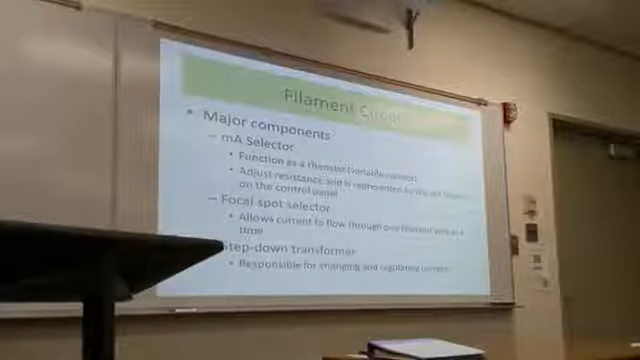 Filament Circuit
• Major components
– mA Selector
• Function as a rheostat (variable resistor)
• Adjust resistance and is represented by the mA
on the control panel
– Focal spot selector
• Allows current to flow through one filament wire at a
time
Step-down transformer
• Responsible for changing and regulating current